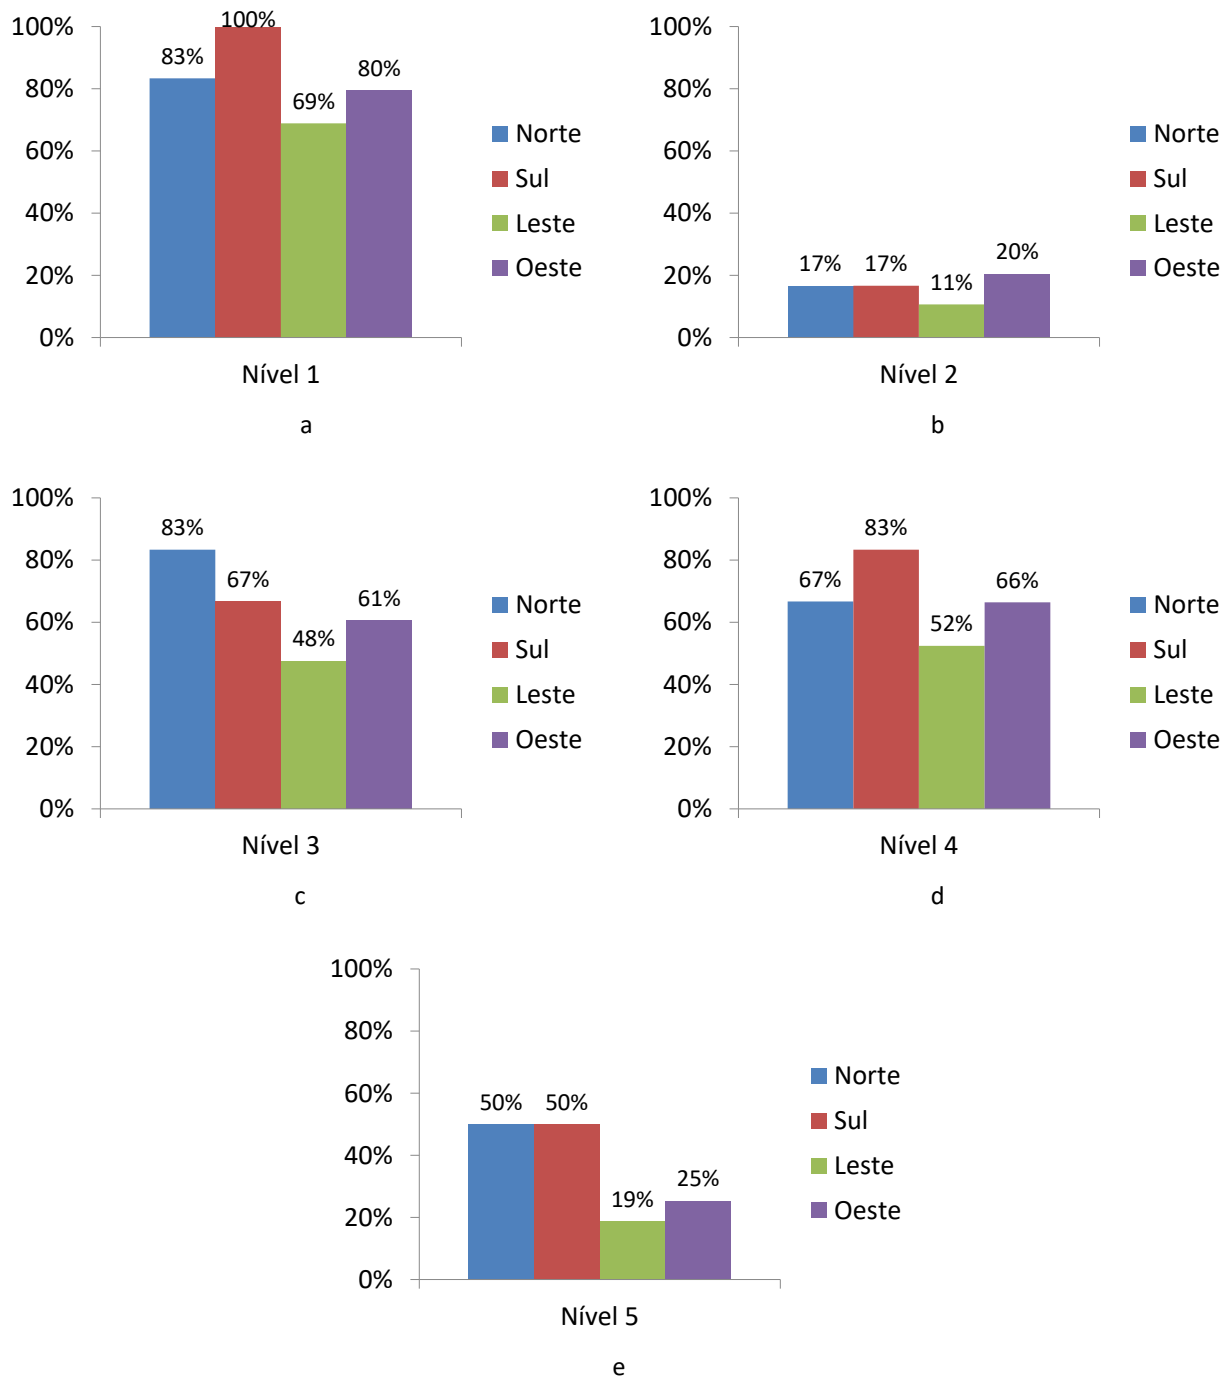 100%
80%
60%
40%
20%
0%
83%
100%
69%
80%
Norte
Sul
Leste
Oeste
Nível 1
a
100%
80%
60%
40%
20%
0%
17%
17%
11%
20%
Norte
Sul
Leste
Oeste
Nível 2
b
100%
80%
60%
40%
20%
0%
83%
67%
48%
61%
Norte
Sul
Leste
Oeste
Nível 3
c
100%
80%
60%
40%
20%
0%
67%
83%
52%
66%
Norte
Sul
Leste
Oeste
Nível 4
d
100%
80%
60%
40%
20%
0%
50%
50%
19%
25%
Norte
Sul
Leste
Oeste
Nível 5
e